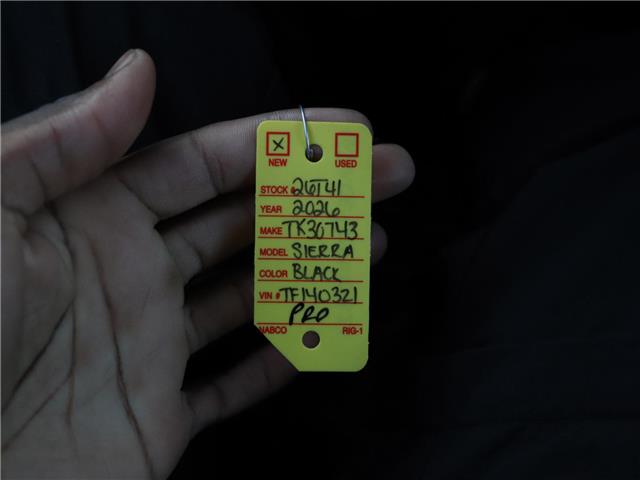 X
NEW USED
STOCK # 26T41
YEAR 2026
MAKE TK30743
MODEL SIERRA
COLOR BLACK
VIN # TF140321
PRO
NABCO RIG-1